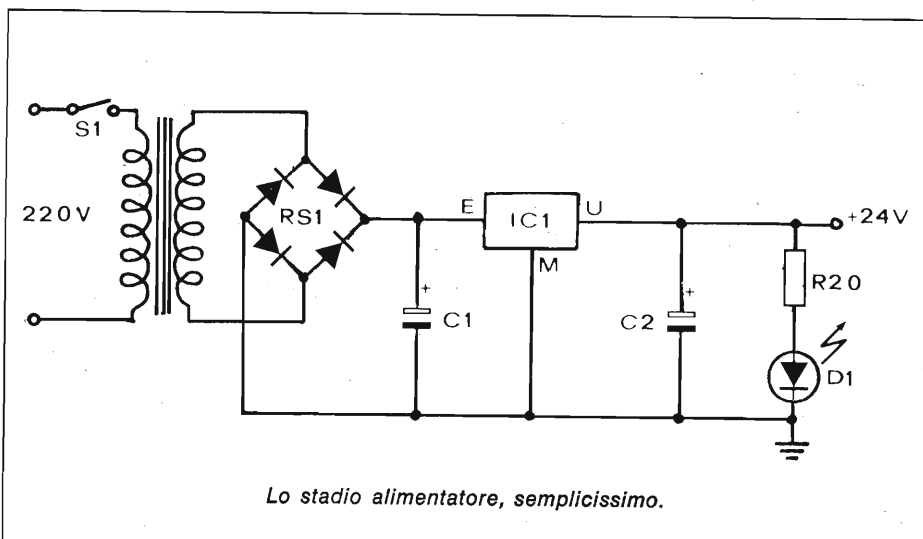 S1
220V
RS1
E
IC1
U
M
+
C1
+
C2
+24V
R20
D1
Lo stadio alimentatore, semplicissimo.